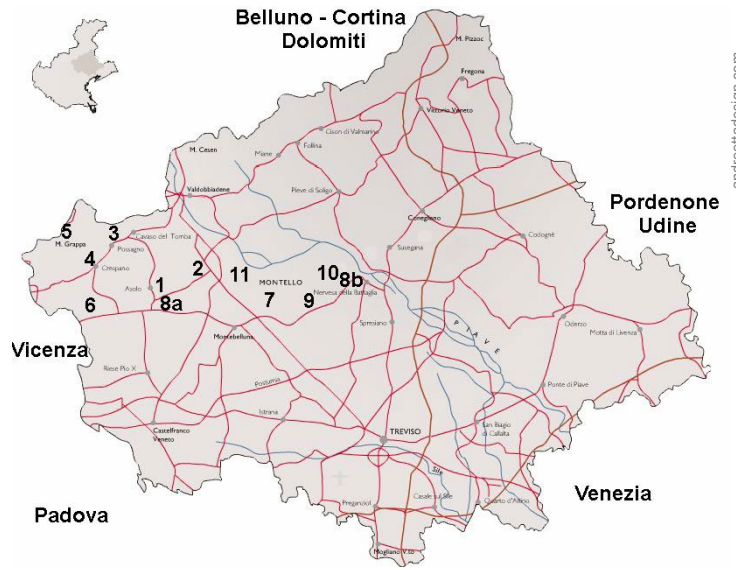 Belluno - Cortina
Dolomiti
M. Pizzoc
Fregona
andreottadesign.com
Vittorio Veneto
Cison di Valmarino
Follina
Miane
M. Cesen
Valdobbiadene
Pieve di Soligo
Conegliano
Pordenone
Udine
5
3
Cavaso del Tomba
M. Grappa
Possagno
Codognè
Susegana
4
Crespano
2
11
MONTELLO
10
8b
1
Asolo
8a
7
9
Nervesa della Battaglia
6
PIAVE
Oderzo
Motta di Livenza
Spresiano
Montebelluna
Vicenza
Riese Pio X
Postumia
Ponte di Piave
Istrana
Castelfranco
Veneto
TREVISO
San Biagio
di Callalta
Sile
Venezia
Padova
Preganziol
Casale sul Sile
Quarto d'Altino
Mogliano V.to